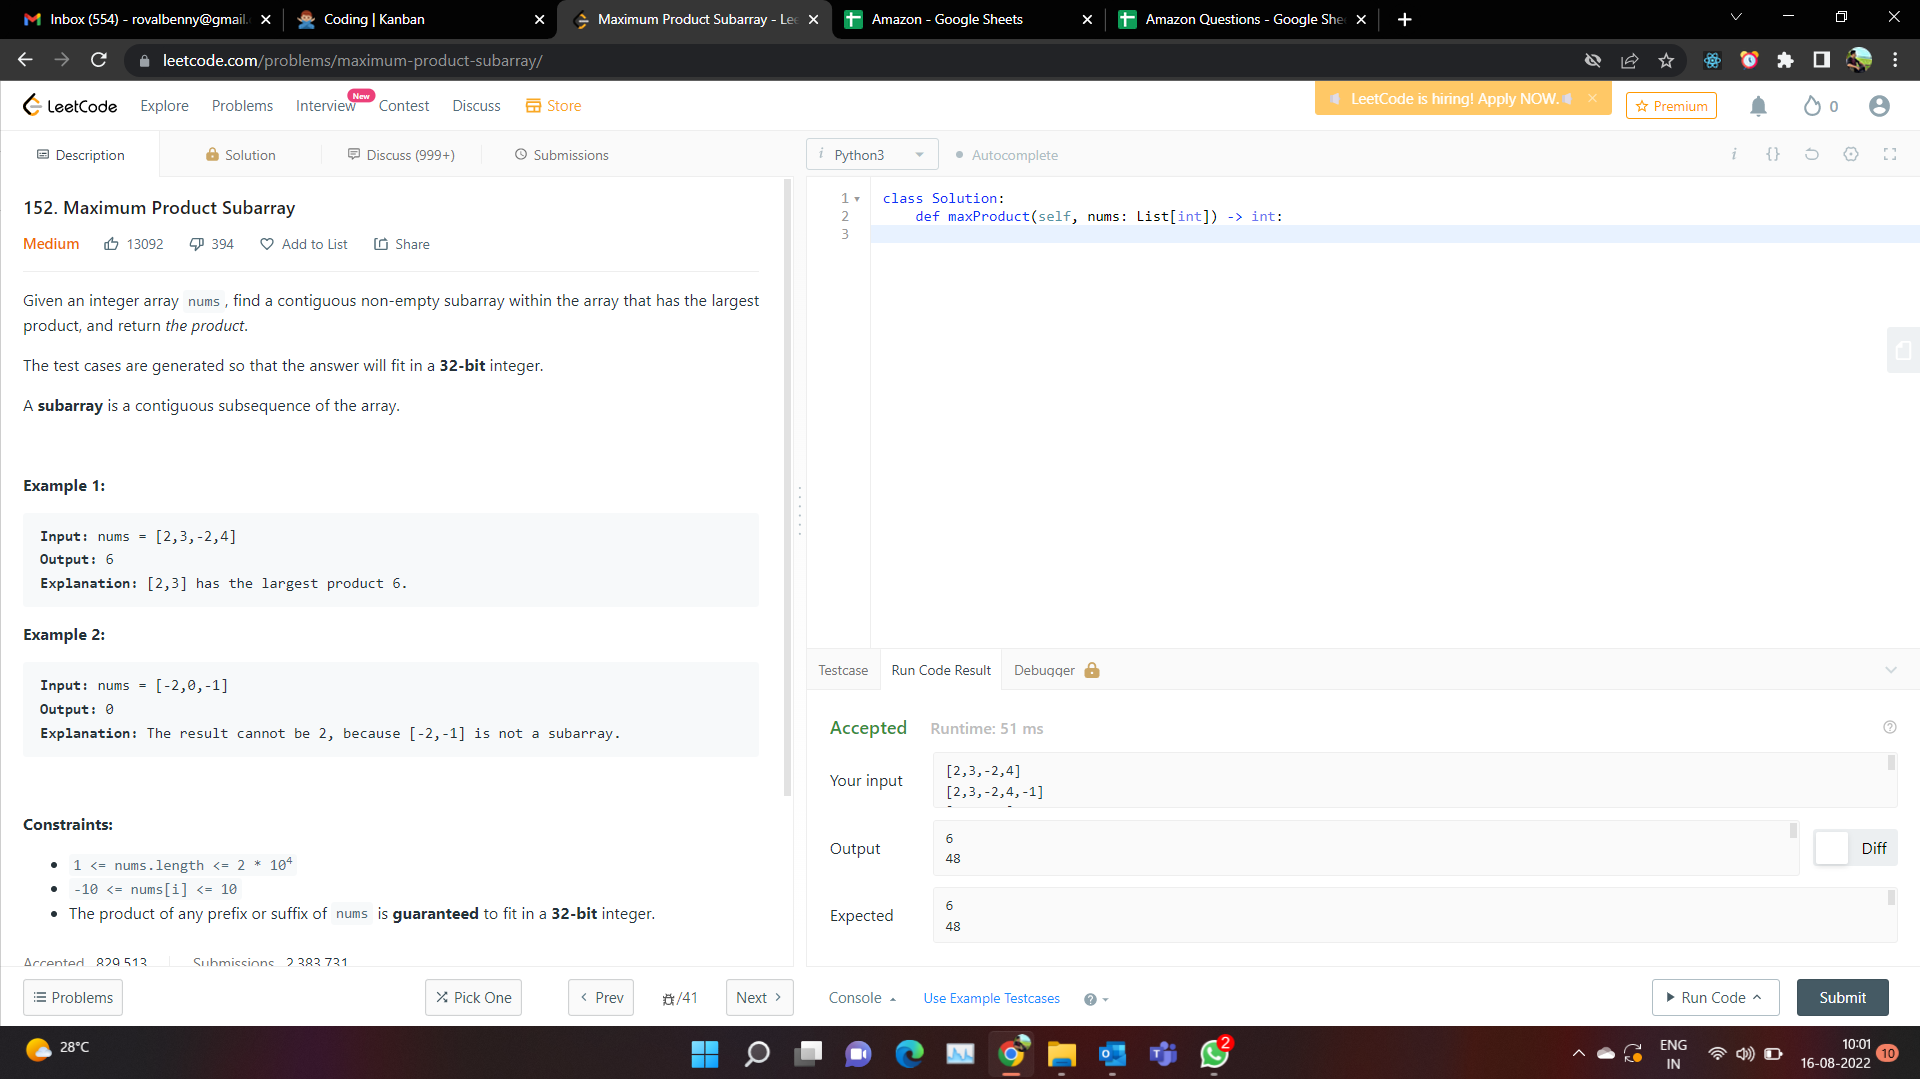 Inbox (554) - rovalbenny@gmail.
Coding | Kanban
Maximum Product Subarray - Lee
Amazon - Google Sheets
Amazon Questions - Google She
leetcode.com/problems/maximum-product-subarray/
LeetCode
Explore
Problems
Interview
New
Contest
Discuss
Store
LeetCode is hiring! Apply NOW.
Premium
0
Description
Solution
Discuss (999+)
Submissions
i Python3
Autocomplete
i
{}
152. Maximum Product Subarray
Medium
13092
394
Add to List
Share
Given an integer array nums , find a contiguous non-empty subarray within the array that has the largest
product, and return the product.
The test cases are generated so that the answer will fit in a 32-bit integer.
A subarray is a contiguous subsequence of the array.
Example 1:
Input: nums = [2,3,-2,4]
Output: 6
Explanation: [2,3] has the largest product 6.
Example 2:
Input: nums = [-2,0,-1]
Output: 0
Explanation: The result cannot be 2, because [-2,-1] is not a subarray.
Constraints:
1 <= nums.length <= 2 * 10⁴
-10 <= nums[i] <= 10
The product of any prefix or suffix of nums is guaranteed to fit in a 32-bit integer.
Accepted 829,513
Submissions 2,383,731
1 class Solution:
2 def maxProduct(self, nums: List[int]) -> int:
3
Testcase
Run Code Result
Debugger
Accepted
Runtime: 51 ms
Your input
[2,3,-2,4]
[2,3,-2,4,-1]
Output
6
48
Diff
Expected
6
48
Problems
Pick One
Prev
/41
Next
Console
Use Example Testcases
Run Code
Submit
28°C
2
ENG
IN
10:01
16-08-2022
10